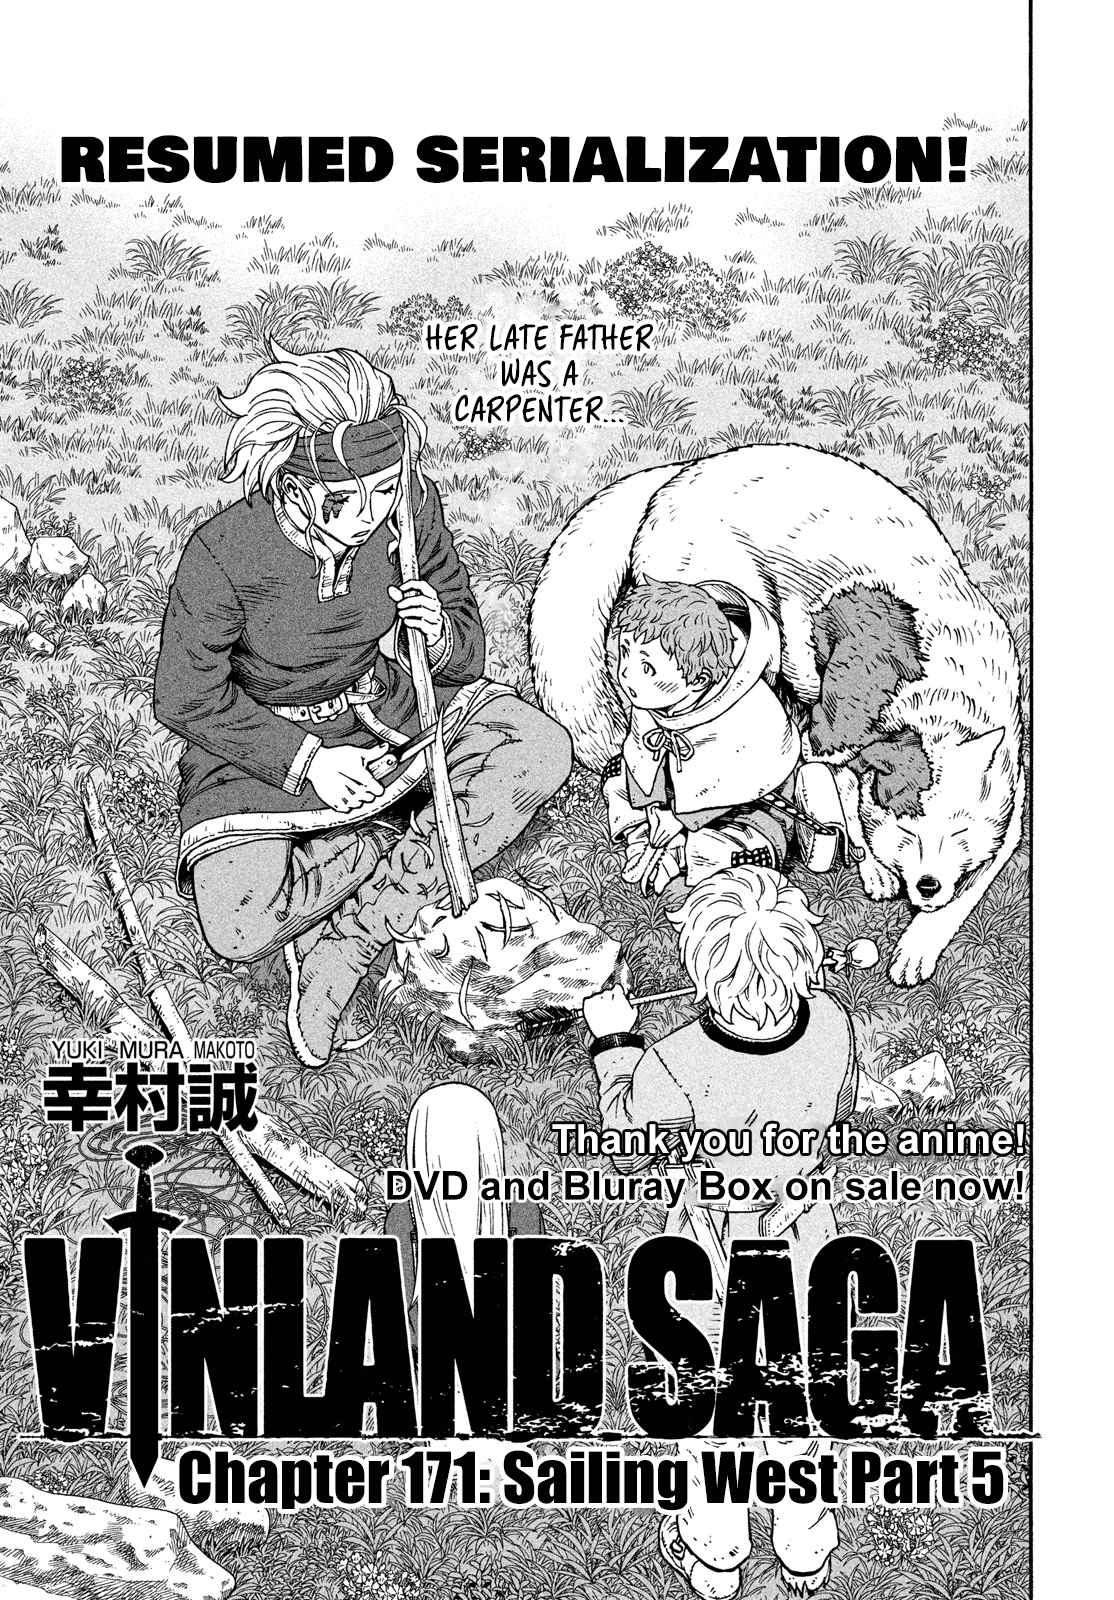 RESUMED SERIALIZATION!
HER LATE FATHER
WAS A
CARPENTER...
YUKI MURA MAKOTO
幸村誠
Thank you for the anime!
DVD and Bluray Box on sale now!
VINLAND SAGA
Chapter 171: Sailing West Part 5